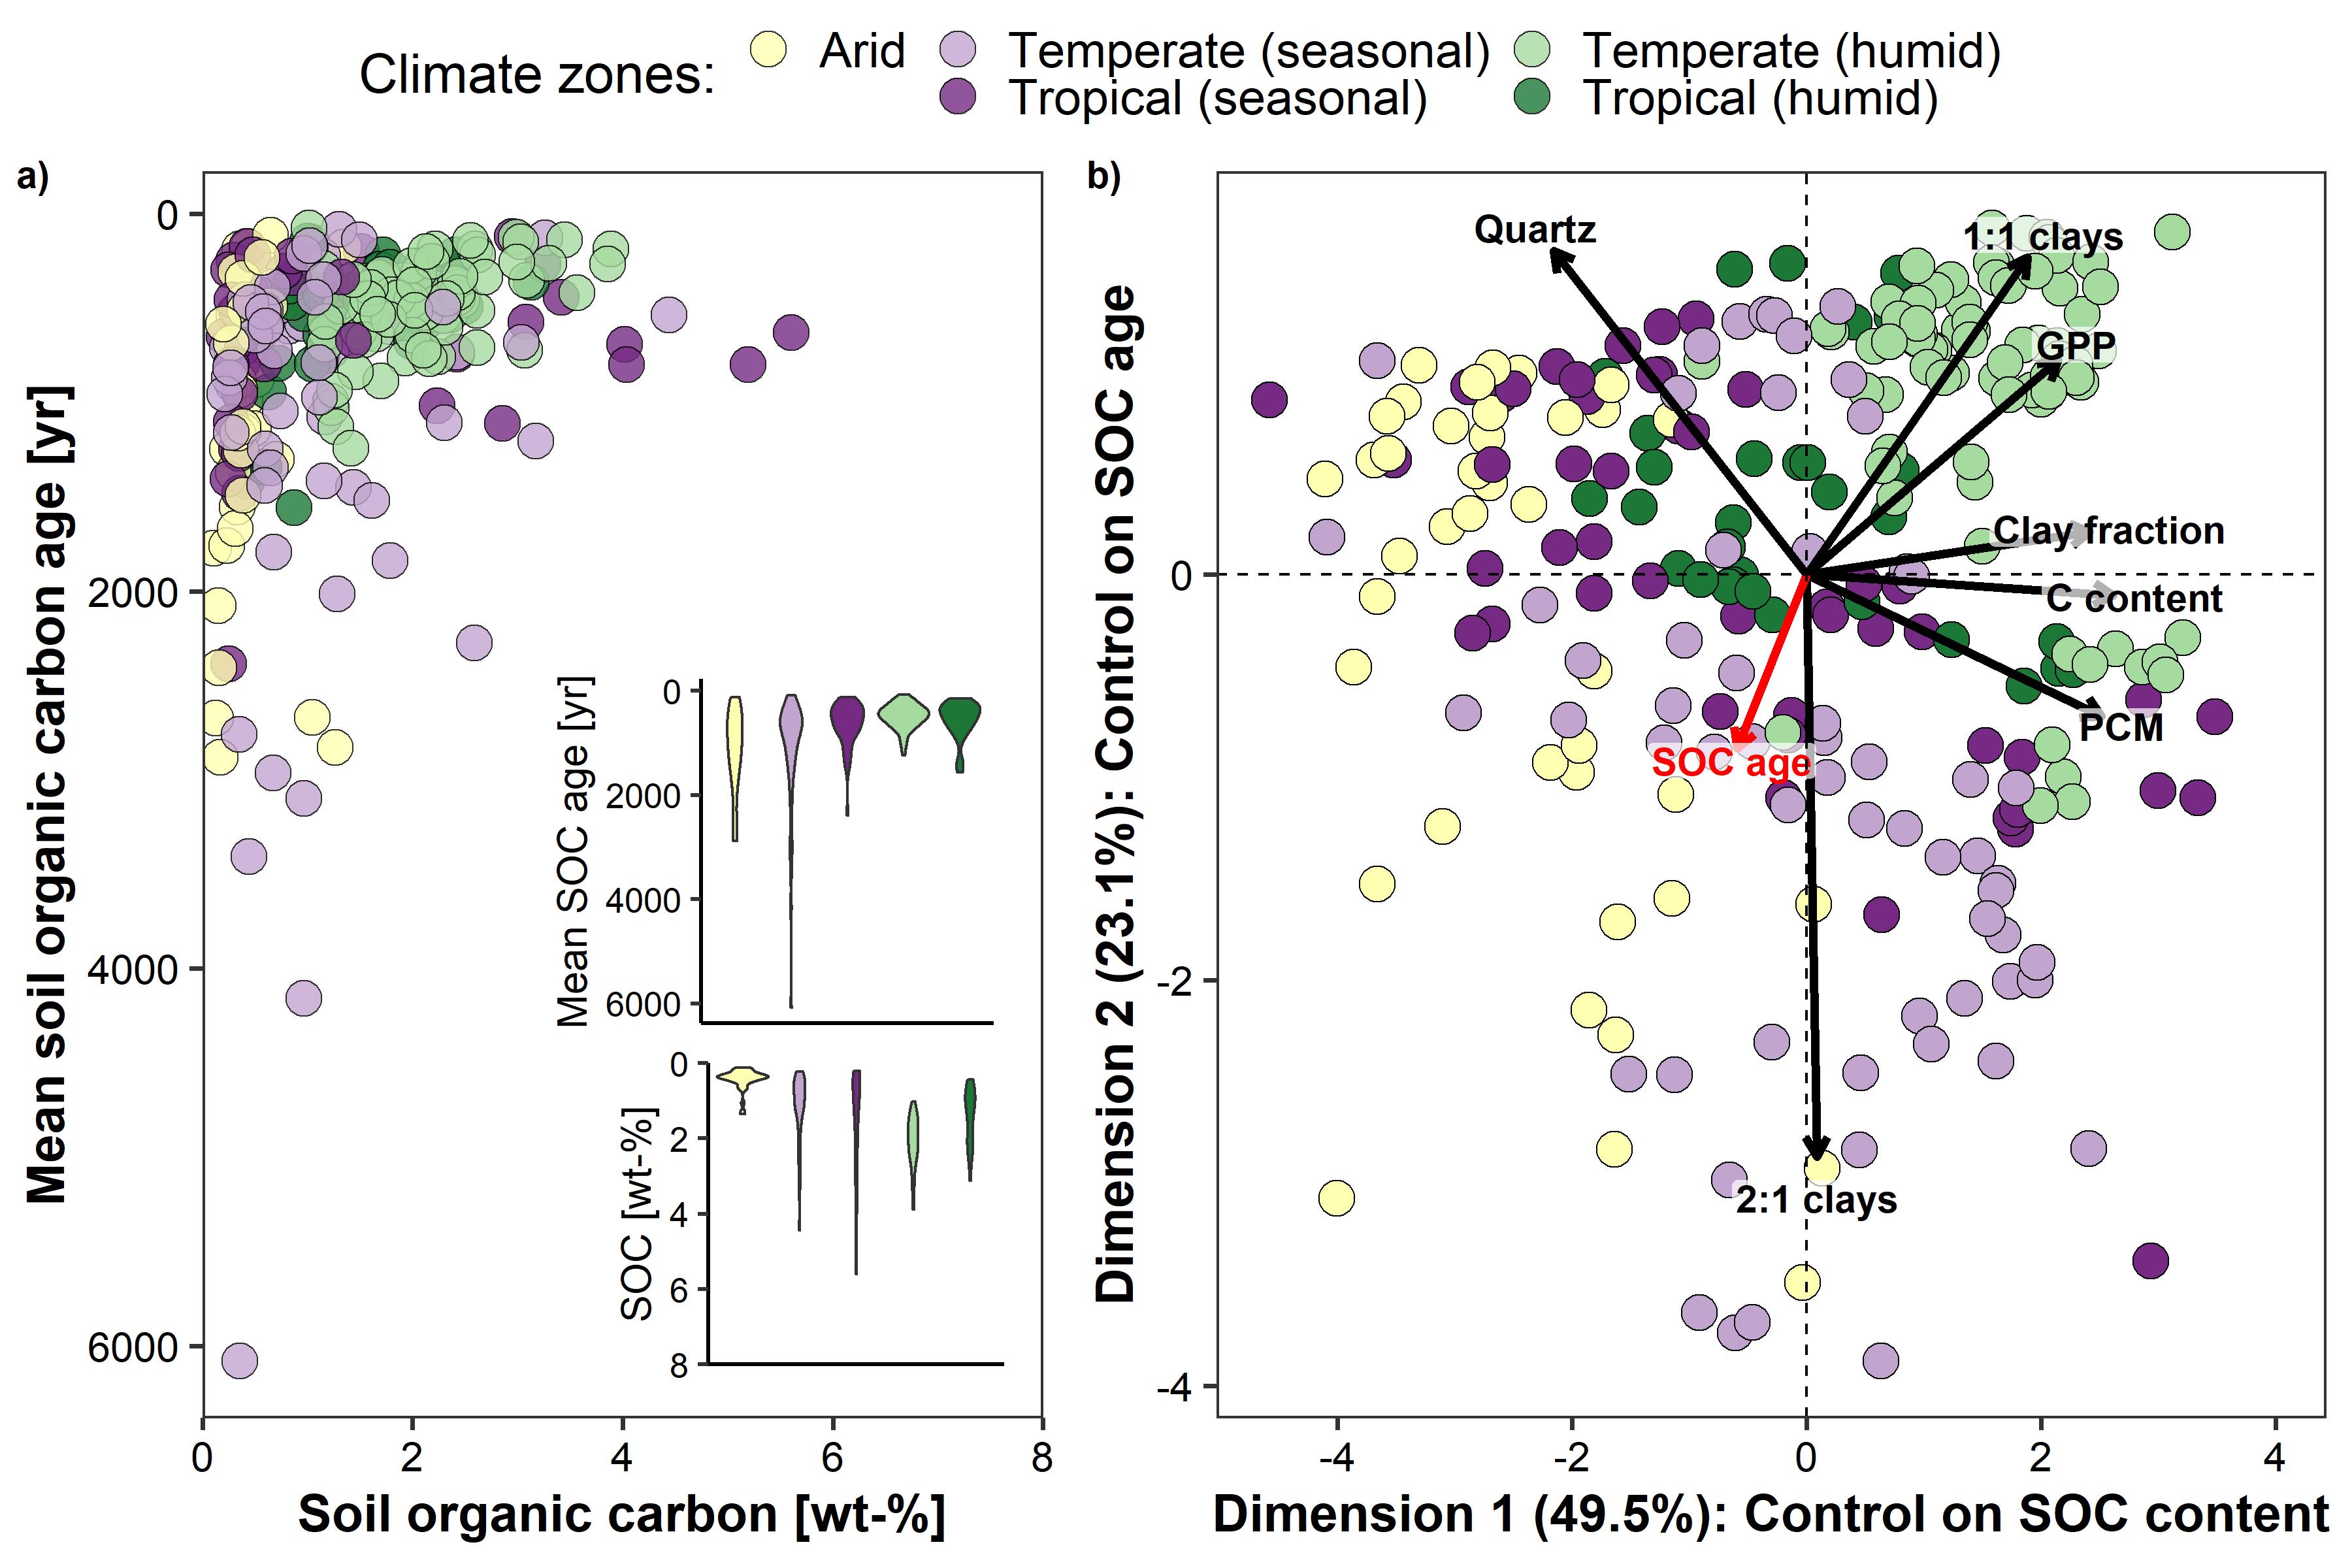 Climate zones:
Arid
Temperate (seasonal)
Temperate (humid)
Tropical (seasonal)
Tropical (humid)
a)
Mean soil organic carbon age [yr]
0
2000
4000
6000
0
2
4
6
8
Soil organic carbon [wt-%]
Mean SOC age [yr]
0
2000
4000
6000
SOC [wt-%]
0
2
4
6
8
b)
Dimension 2 (23.1%): Control on SOC age
0
-2
-4
-4
-2
0
2
4
Dimension 1 (49.5%): Control on SOC content
Quartz
1:1 clays
GPP
Clay fraction
C content
PCM
SOC age
2:1 clays